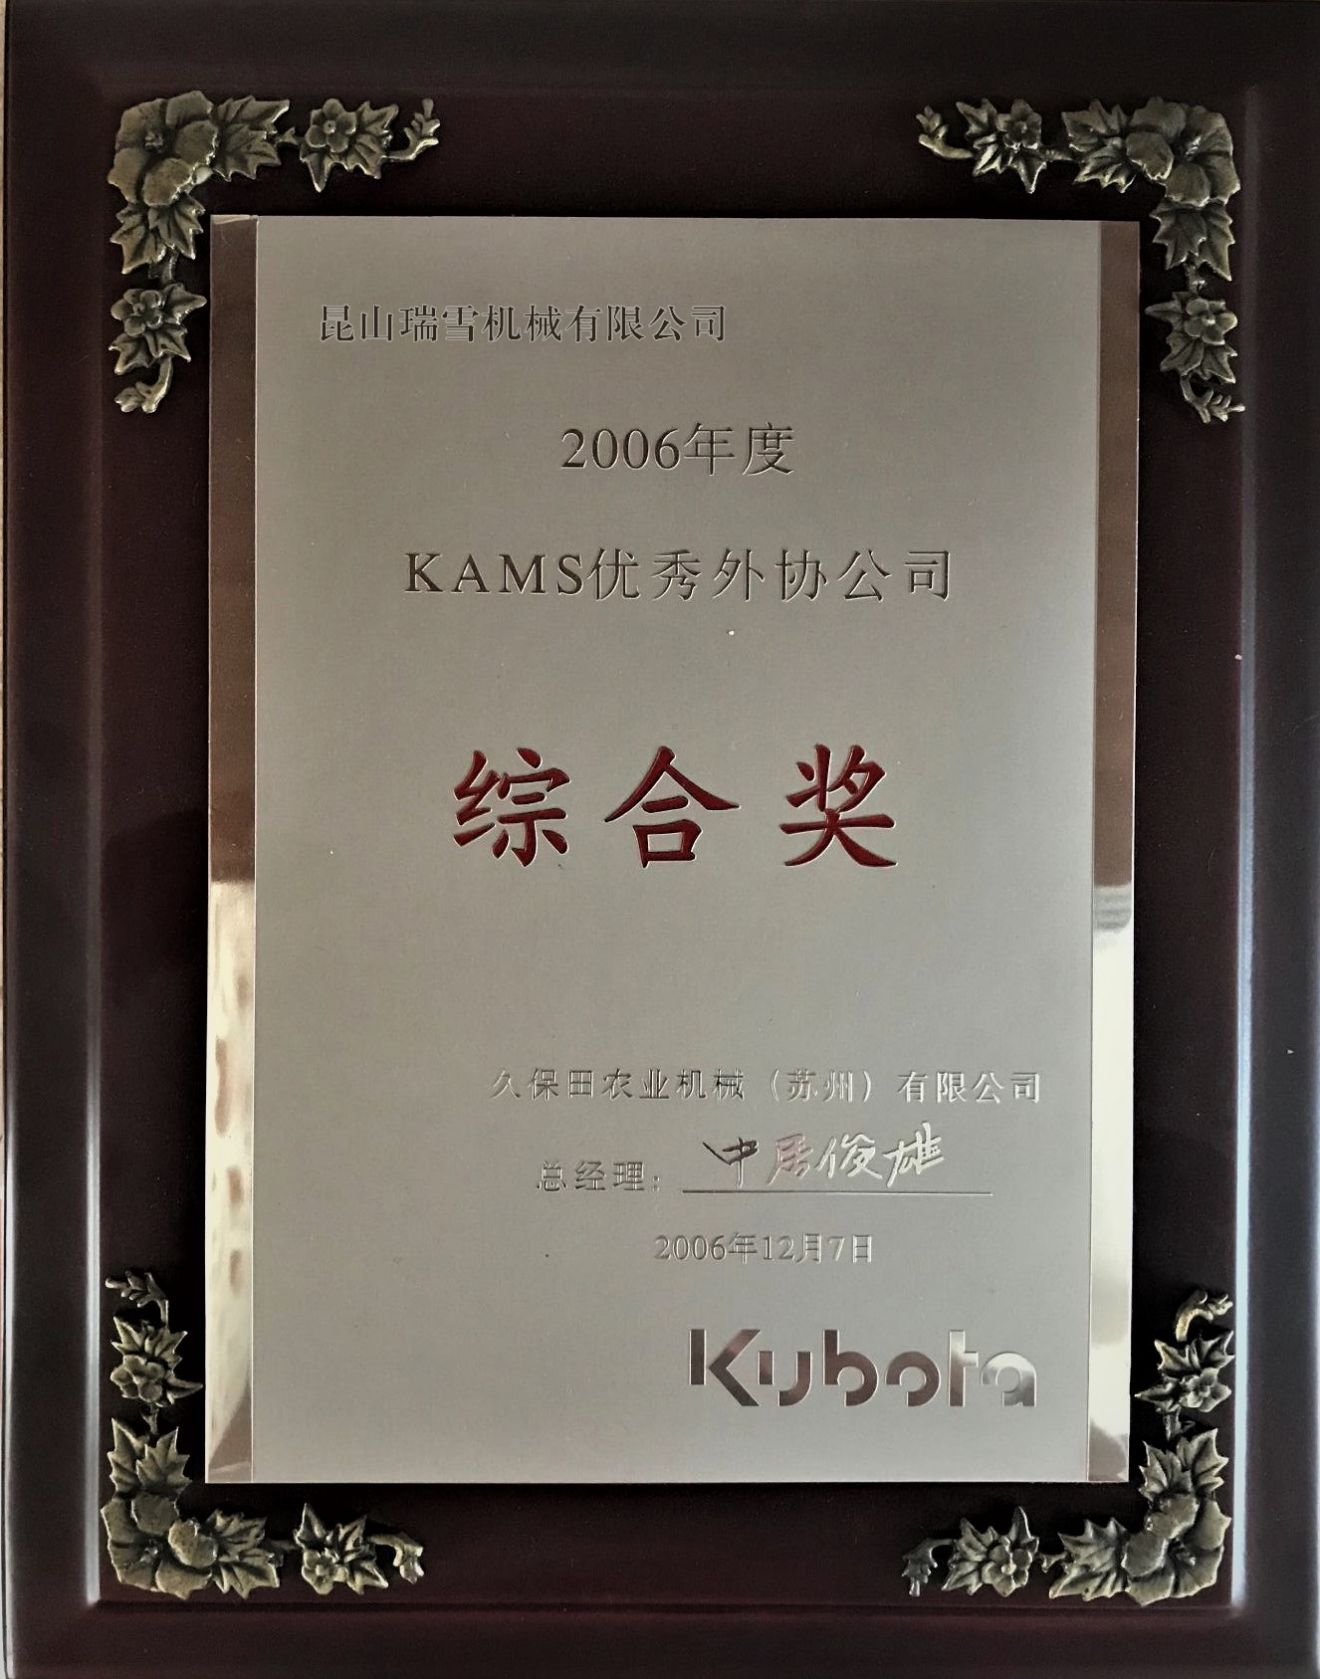 昆山瑞雪机械有限公司
2006年度
KAMS优秀外协公司
综合奖
久保田农业机械（苏州）有限公司
总经理：中居俊雄
2006年12月7日
Kubota